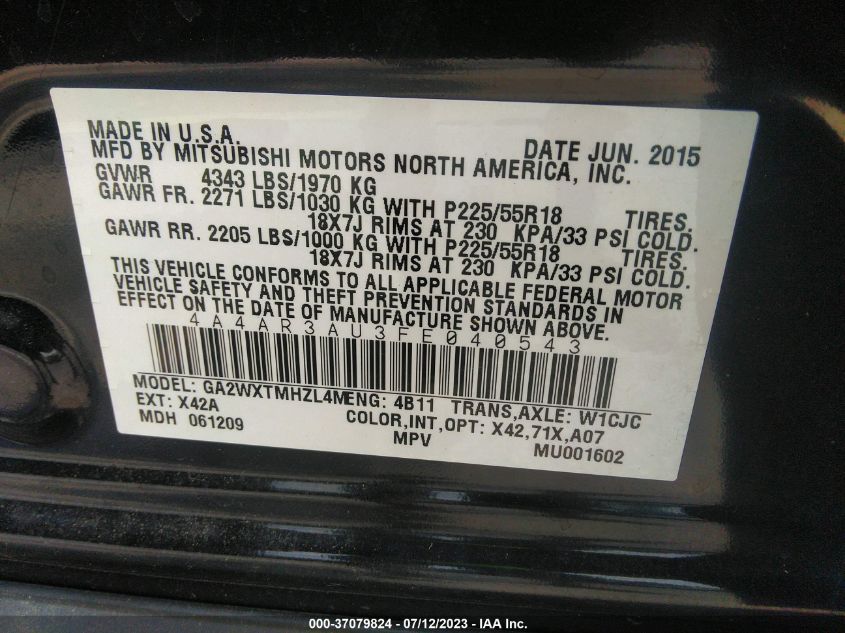 MADE IN U.S.A. DATE JUN. 2015
MFD BY MITSUBISHI MOTORS NORTH AMERICA, INC.
GVWR 4343 LBS/1970 KG
GAWR FR. 2271 LBS/1030 KG WITH P225/55R18 TIRES.
18X7J RIMS AT 230 KPA/33 PSI COLD.
GAWR RR. 2205 LBS/1000 KG WITH P225/55R18 TIRES.
18X7J RIMS AT 230 KPA/33 PSI COLD.
THIS VEHICLE CONFORMS TO ALL APPLICABLE FEDERAL MOTOR
VEHICLE SAFETY AND THEFT PREVENTION STANDARDS IN
EFFECT ON THE DATE OF MANUFACTURE SHOWN ABOVE.
4A4AR3AU3FE040543
MODEL: GA2WXTMHZL4MENG: 4B11 TRANS,AXLE: W1CJC
EXT: X42A COLOR,INT,OPT: X42,71X,A07
MDH 061209 MPV MU001602
000-37079824 - 07/12/2023 - IAA Inc.